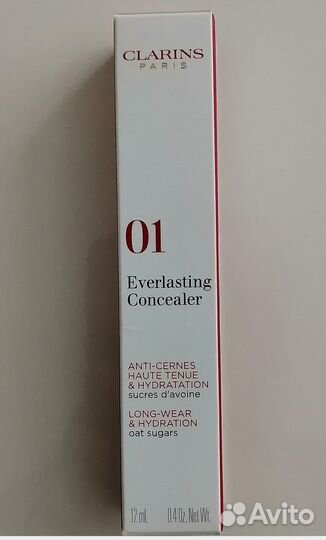 CLARINS
PARIS
01
Everlasting
Concealer
ANTI-CERNES
HAUTE TENUE
& HYDRATATION
sucres d'avoine
LONG-WEAR
& HYDRATION
oat sugars
12 mL 0.4 Oz. Net Wt.
Avito